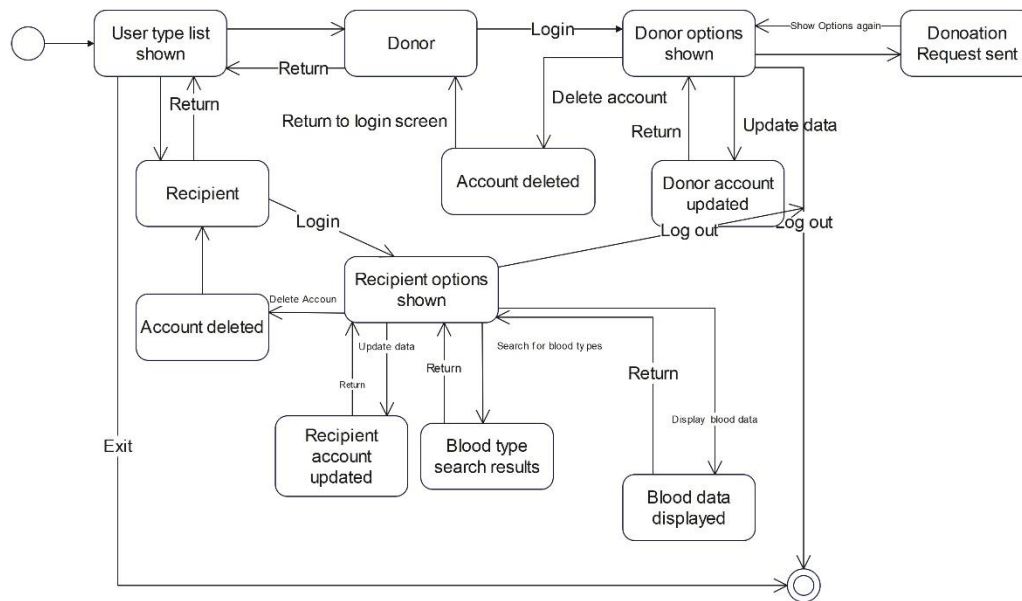 User type list
shown
Donor
Login
Donor options
shown
Show Options again
Donoation
Request sent
Return
Return
Delete account
Return to login screen
Return
Update data
Recipient
Account deleted
Donor account
updated
Login
Log out
Log out
Recipient options
shown
Delete Accoun
Account deleted
Update data
Search for blood types
Return
Return
Return
Display blood data
Exit
Recipient
account
updated
Blood type
search results
Blood data
displayed